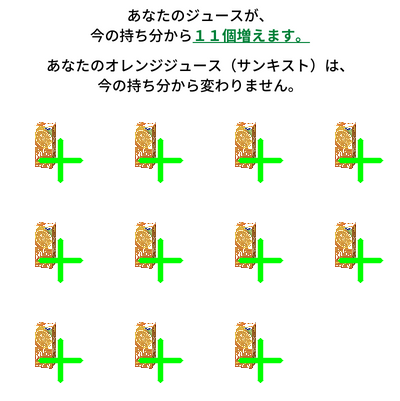 あなたのジュースが、
今の持ち分から１１個増えます。
あなたのオレンジジュース（サンキスト）は、
今の持ち分から変わりません。